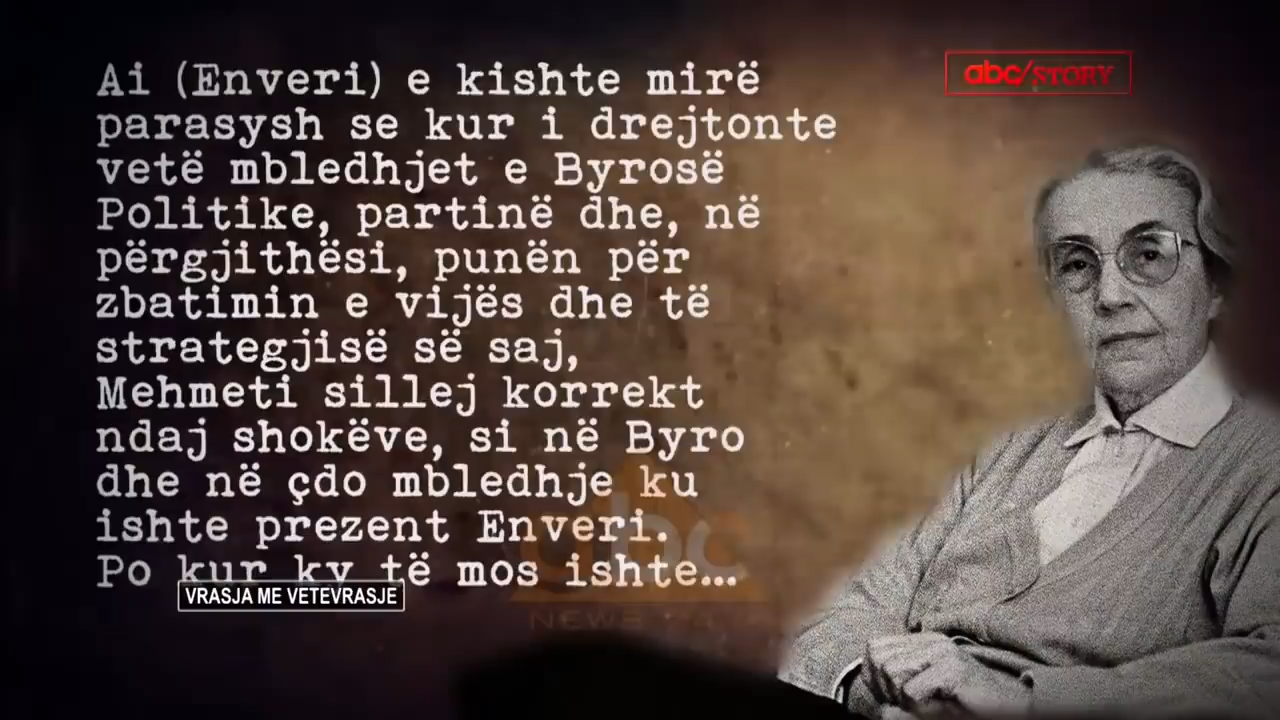 Ai (Enveri) e kishte mirë
parasysh se kur i drejtonte
vetë mbledhjet e Byrosë
Politike, partinë dhe, në
përgjithësi, punën për
zbatimin e vijës dhe të
strategjisë së saj,
Mehmeti sillej korrekt
ndaj shokëve, si në Byro
dhe në çdo mbledhje ku
ishte prezent Enveri.
Po kur ky të mos ishte...
VRASJA ME VETEVRASJE
abc/STORY
abc
NEWS